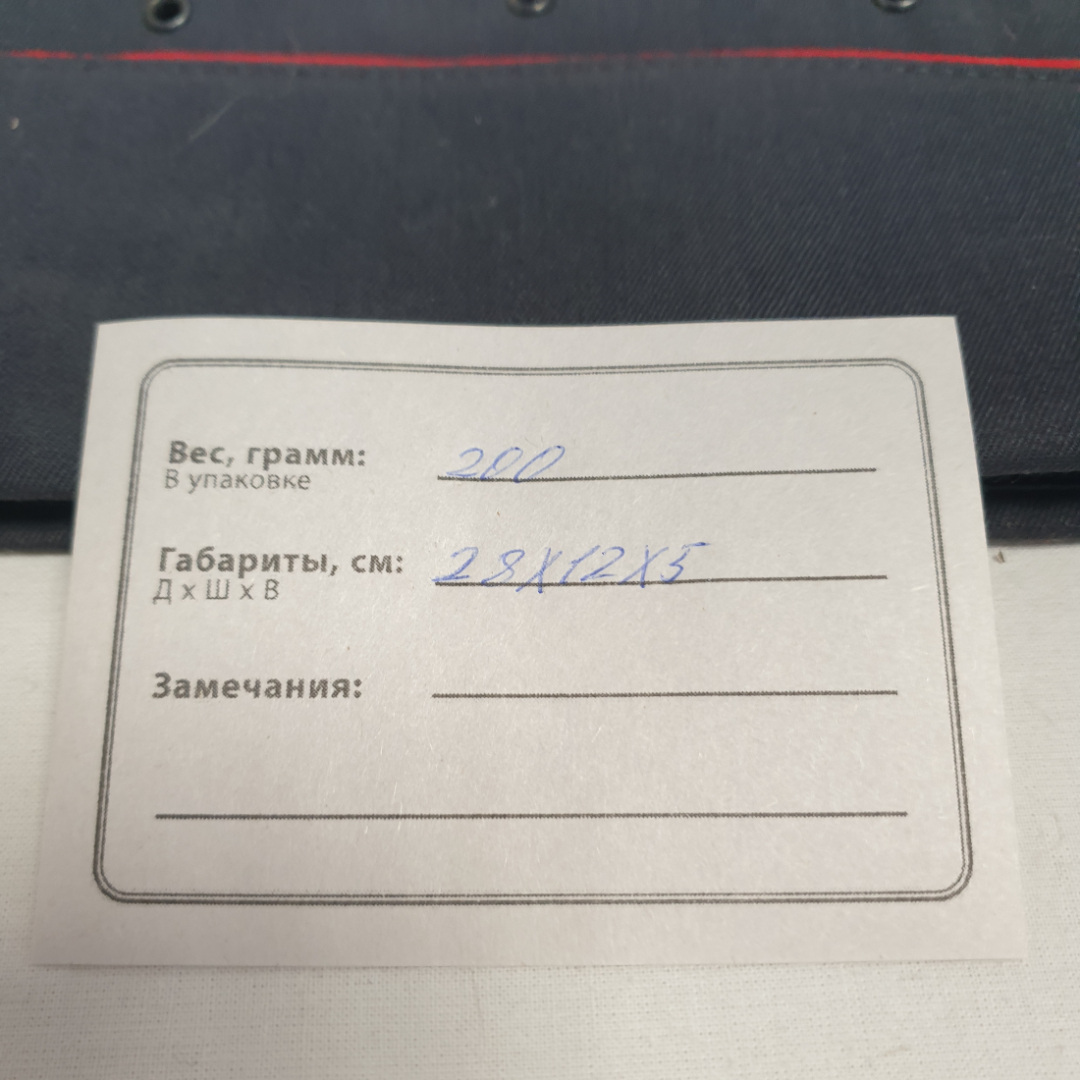 Вес, грамм: 200
В упаковке
Габариты, см: 28X12X5
Д х Ш х В
Замечания: